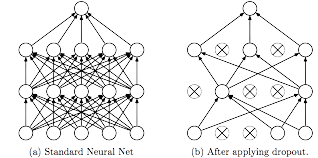 (a) Standard Neural Net
(b) After applying dropout.